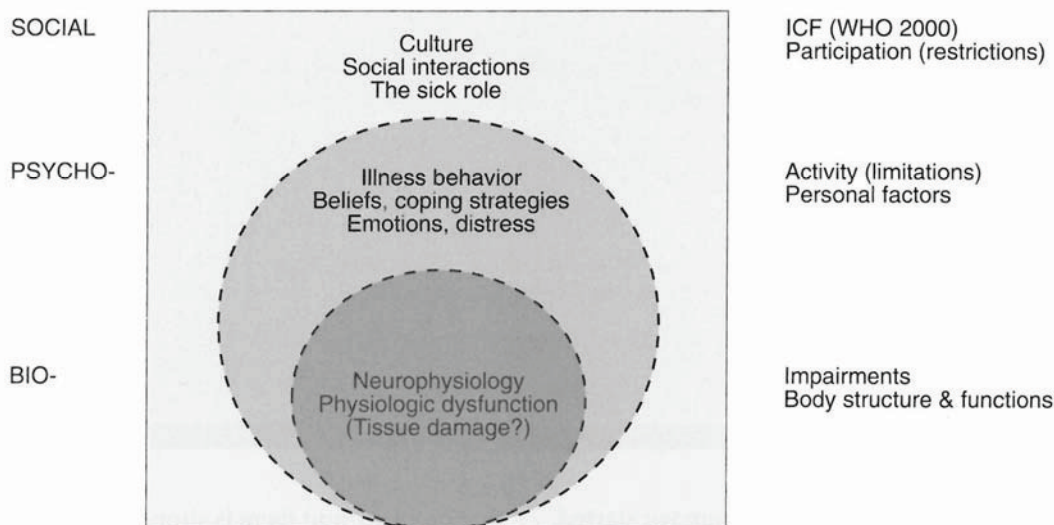 SOCIAL
Culture
Social interactions
The sick role
ICF (WHO 2000)
Participation (restrictions)
PSYCHO-
Illness behavior
Beliefs, coping strategies
Emotions, distress
Activity (limitations)
Personal factors
BIO-
Neurophysiology
Physiologic dysfunction
(Tissue damage?)
Impairments
Body structure & functions